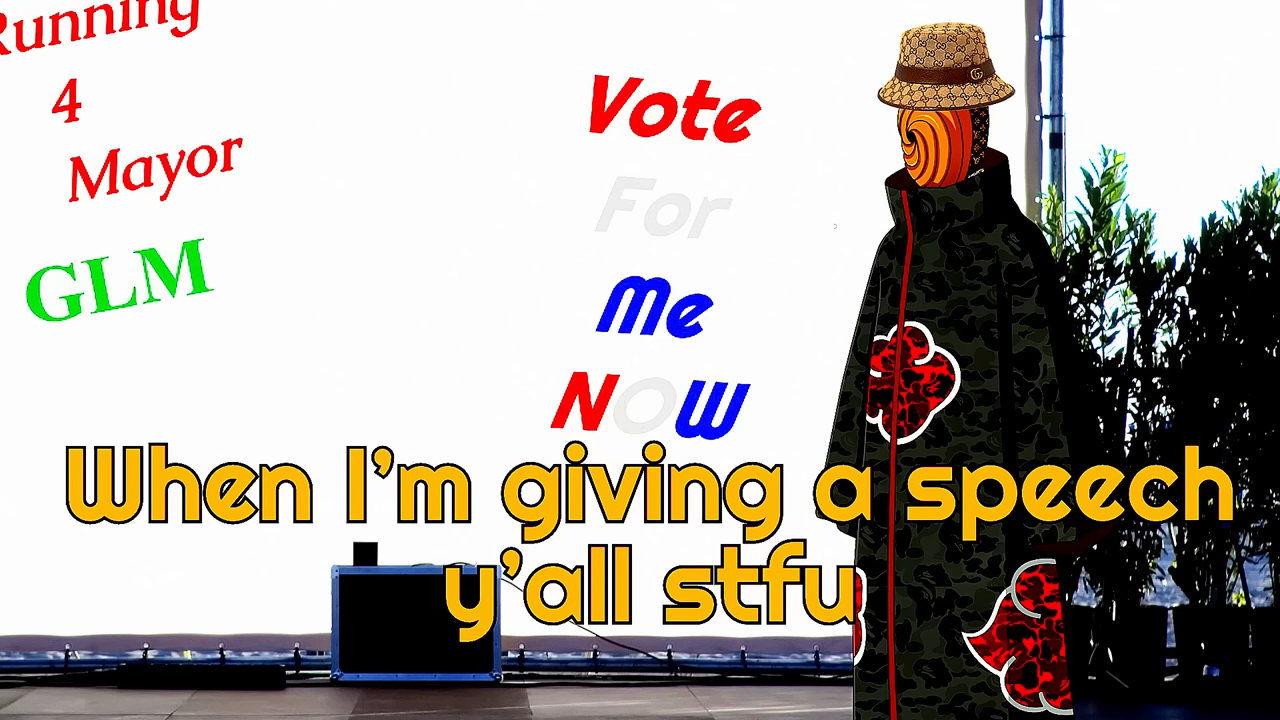 Running
4
Mayor
GLM
Vote
For
Me
NOW
When I'm giving a speech
y'all stfu